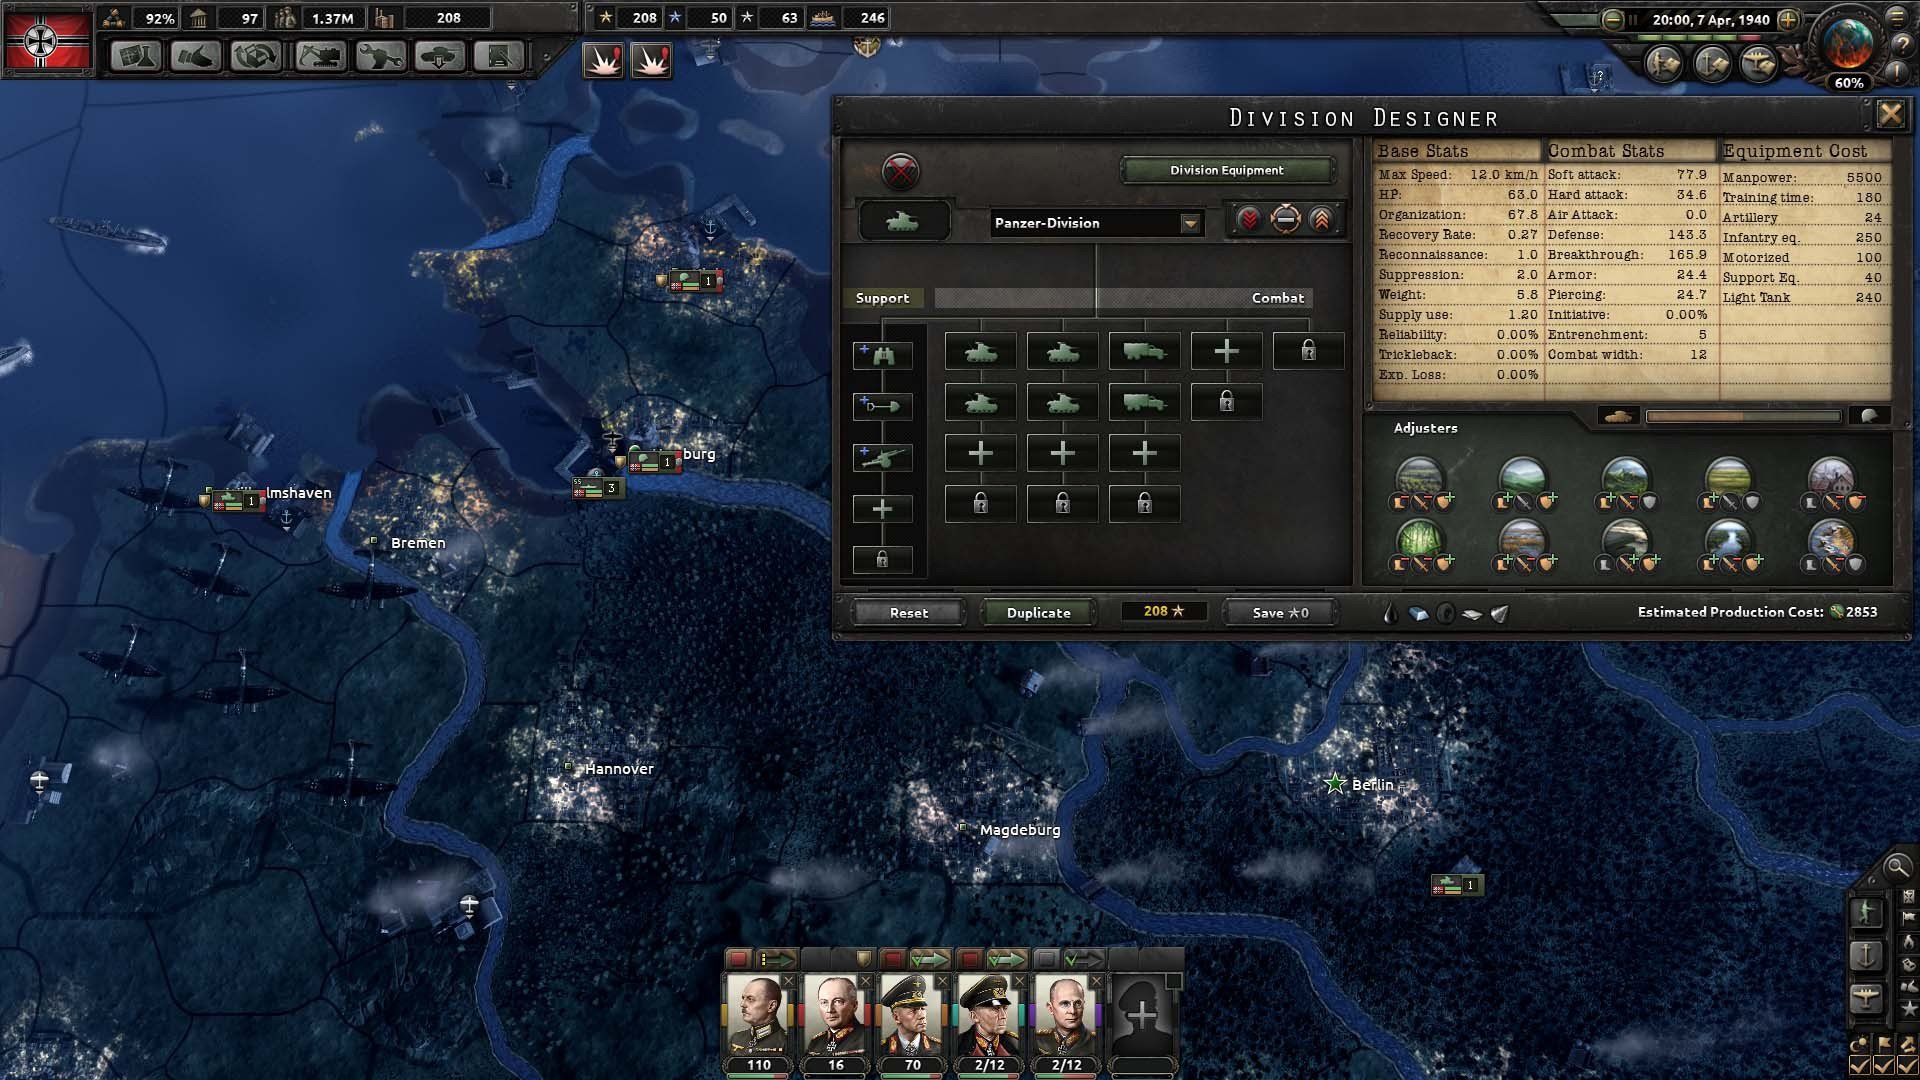 92% 97 1.37M 208
208 50 63 246
20:00, 7 Apr, 1940
60%
Division Designer
Division Equipment
Panzer-Division
Support
Combat
Base Stats
Max Speed: 12.0 km/h
HP: 63.0
Organization: 67.8
Recovery Rate: 0.27
Reconnaissance: 1.0
Suppression: 2.0
Weight: 5.8
Supply use: 1.20
Reliability: 0.00%
Trickleback: 0.00%
Exp. Loss: 0.00%
Combat Stats
Soft attack: 77.9
Hard attack: 34.6
Air Attack: 0.0
Defense: 143.3
Breakthrough: 165.9
Armor: 24.4
Piercing: 24.7
Initiative: 0.00%
Entrenchment: 5
Combat width: 12
Equipment Cost
Manpower: 5500
Training time: 180
Artillery 24
Infantry eq. 250
Motorized 100
Support Eq. 40
Light Tank 240
Adjusters
Reset
Duplicate
208
Save 0
Estimated Production Cost: 2853
1
burg
1
3
lmshaven
1
Bremen
Hannover
Magdeburg
Berlin
1
110
16
70
2/12
2/12